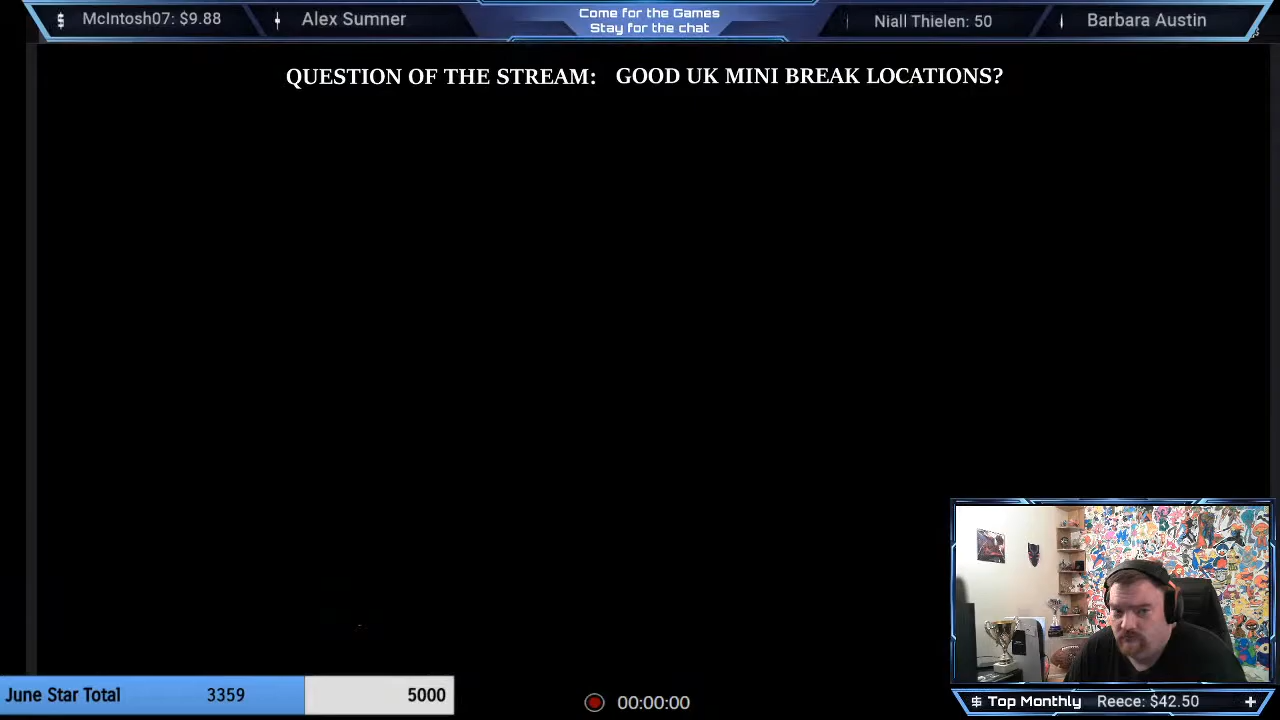 McIntosh07: $9.88
Alex Sumner
Come for the Games
Stay for the chat
Niall Thielen: 50
Barbara Austin
QUESTION OF THE STREAM: GOOD UK MINI BREAK LOCATIONS?
June Star Total 3359 5000
00:00:00
Top Monthly Reece: $42.50